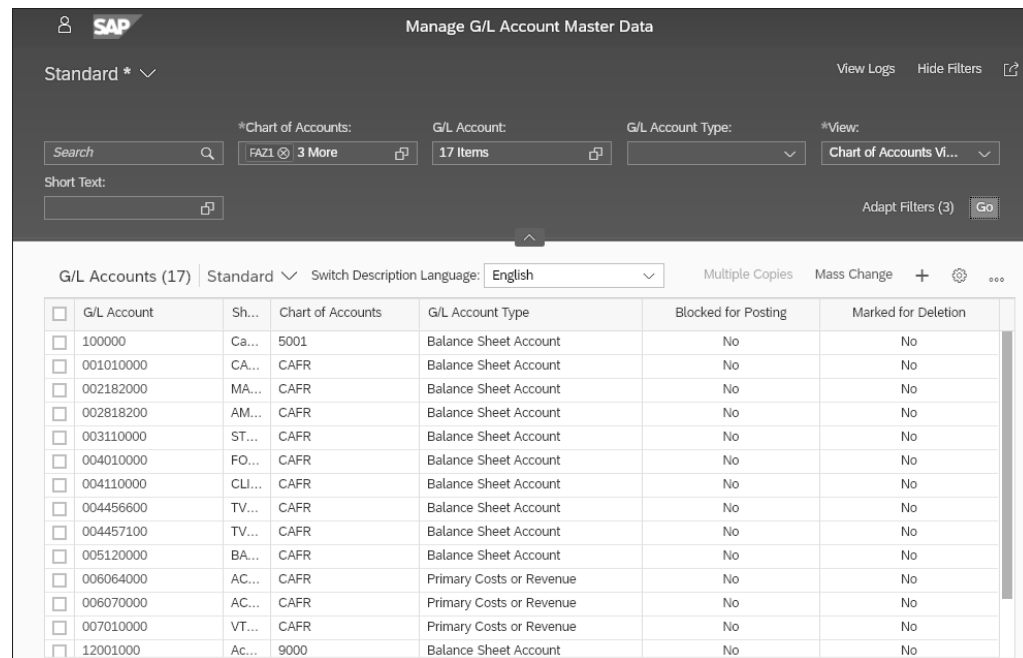 SAP
Manage G/L Account Master Data
Standard *
View Logs Hide Filters
*Chart of Accounts: G/L Account: G/L Account Type: *View:
Search FAZ1 3 More 17 Items Chart of Accounts Vi...
Short Text:
Adapt Filters (3) Go
G/L Accounts (17) Standard Switch Description Language: English Multiple Copies Mass Change + ...
G/L Account Sh... Chart of Accounts G/L Account Type Blocked for Posting Marked for Deletion
100000 Ca... 5001 Balance Sheet Account No No
001010000 CA... CAFR Balance Sheet Account No No
002182000 MA... CAFR Balance Sheet Account No No
002818200 AM... CAFR Balance Sheet Account No No
003110000 ST... CAFR Balance Sheet Account No No
004010000 FO... CAFR Balance Sheet Account No No
004110000 CLI... CAFR Balance Sheet Account No No
004456600 TV... CAFR Balance Sheet Account No No
004457100 TV... CAFR Balance Sheet Account No No
005120000 BA... CAFR Balance Sheet Account No No
006064000 AC... CAFR Primary Costs or Revenue No No
006070000 AC... CAFR Primary Costs or Revenue No No
007010000 VT... CAFR Primary Costs or Revenue No No
12001000 Ac... 9000 Balance Sheet Account No No